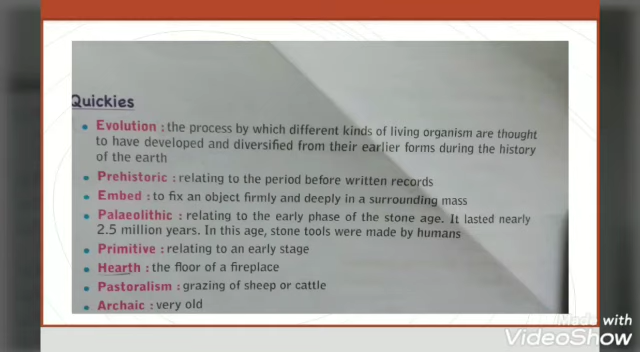 Quickies
• Evolution : the process by which different kinds of living organism are thought
to have developed and diversified from their earlier forms during the history
of the earth
• Prehistoric : relating to the period before written records
• Embed : to fix an object firmly and deeply in a surrounding mass
• Palaeolithic : relating to the early phase of the stone age. It lasted nearly
2.5 million years. In this age, stone tools were made by humans
• Primitive : relating to an early stage
• Hearth : the floor of a fireplace
• Pastoralism : grazing of sheep or cattle
• Archaic : very old
Made with
VideoShow